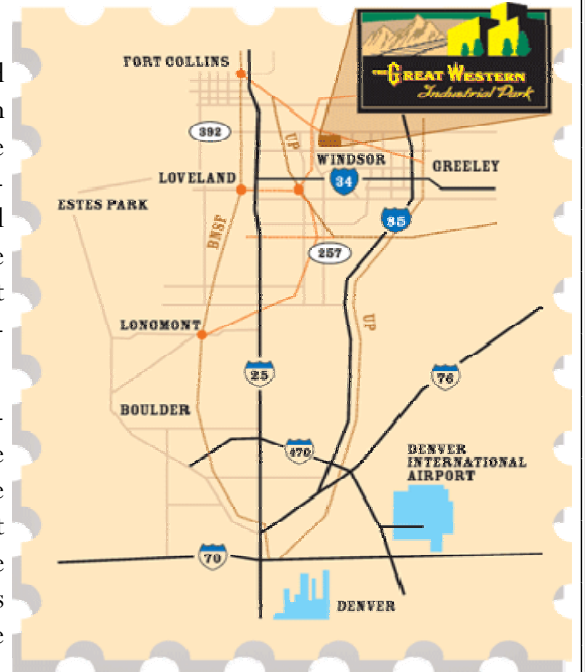 THE GREAT WESTERN
Industrial Park
FORT COLLINS
392
UP
WINDSOR
GREELEY
LOVELAND
34
ESTES PARK
85
BNSF
257
LONGMONT
UP
25
76
BOULDER
470
DENVER
INTERNATIONAL
AIRPORT
70
DENVER